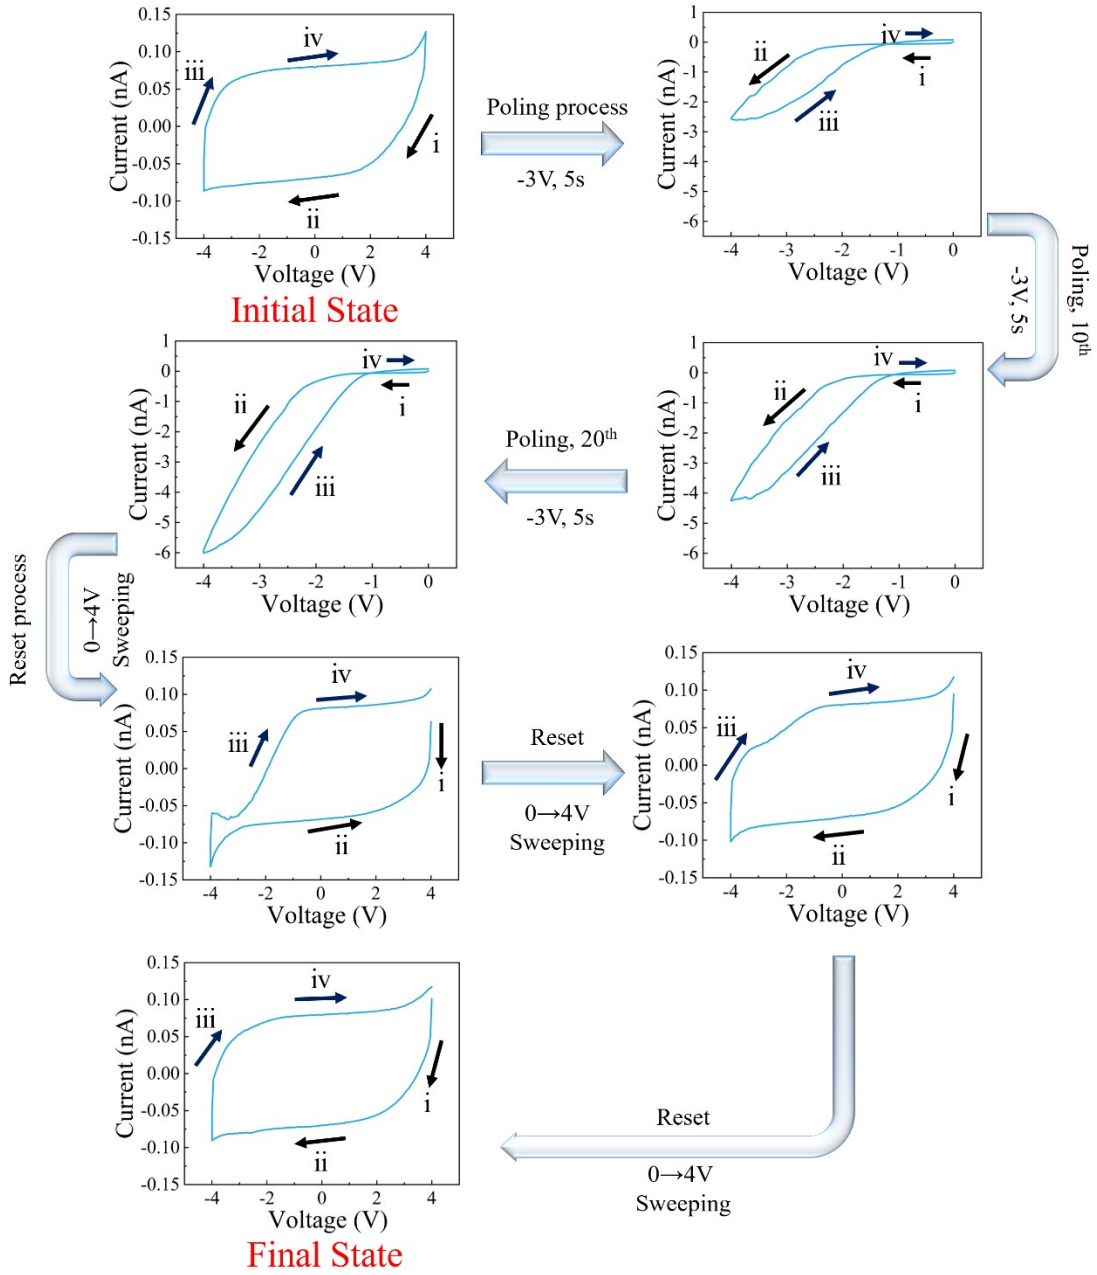 0.15
0.10
0.05
0.00
-0.05
-0.10
-0.15
Current (nA)
iv
iii
i
ii
-4 -2 0 2 4
Voltage (V)
Initial State
Poling process
-3V, 5s
1
0
-1
-2
-3
-4
-5
-6
Current (nA)
iv
ii
i
iii
-4 -3 -2 -1 0
Voltage (V)
Poling, 10th
-3V, 5s
1
0
-1
-2
-3
-4
-5
-6
Current (nA)
iv
ii
i
iii
-4 -3 -2 -1 0
Voltage (V)
Poling, 20th
-3V, 5s
1
0
-1
-2
-3
-4
-5
-6
Current (nA)
iv
ii
i
iii
-4 -3 -2 -1 0
Voltage (V)
Reset process
0→4V
Sweeping
0.15
0.10
0.05
0.00
-0.05
-0.10
-0.15
Current (nA)
iv
iii
i
ii
-4 -2 0 2 4
Voltage (V)
Reset
0→4V
Sweeping
0.15
0.10
0.05
0.00
-0.05
-0.10
-0.15
Current (nA)
iv
iii
i
ii
-4 -2 0 2 4
Voltage (V)
Reset
0→4V
Sweeping
0.15
0.10
0.05
0.00
-0.05
-0.10
-0.15
Current (nA)
iv
iii
i
ii
-4 -2 0 2 4
Voltage (V)
Final State